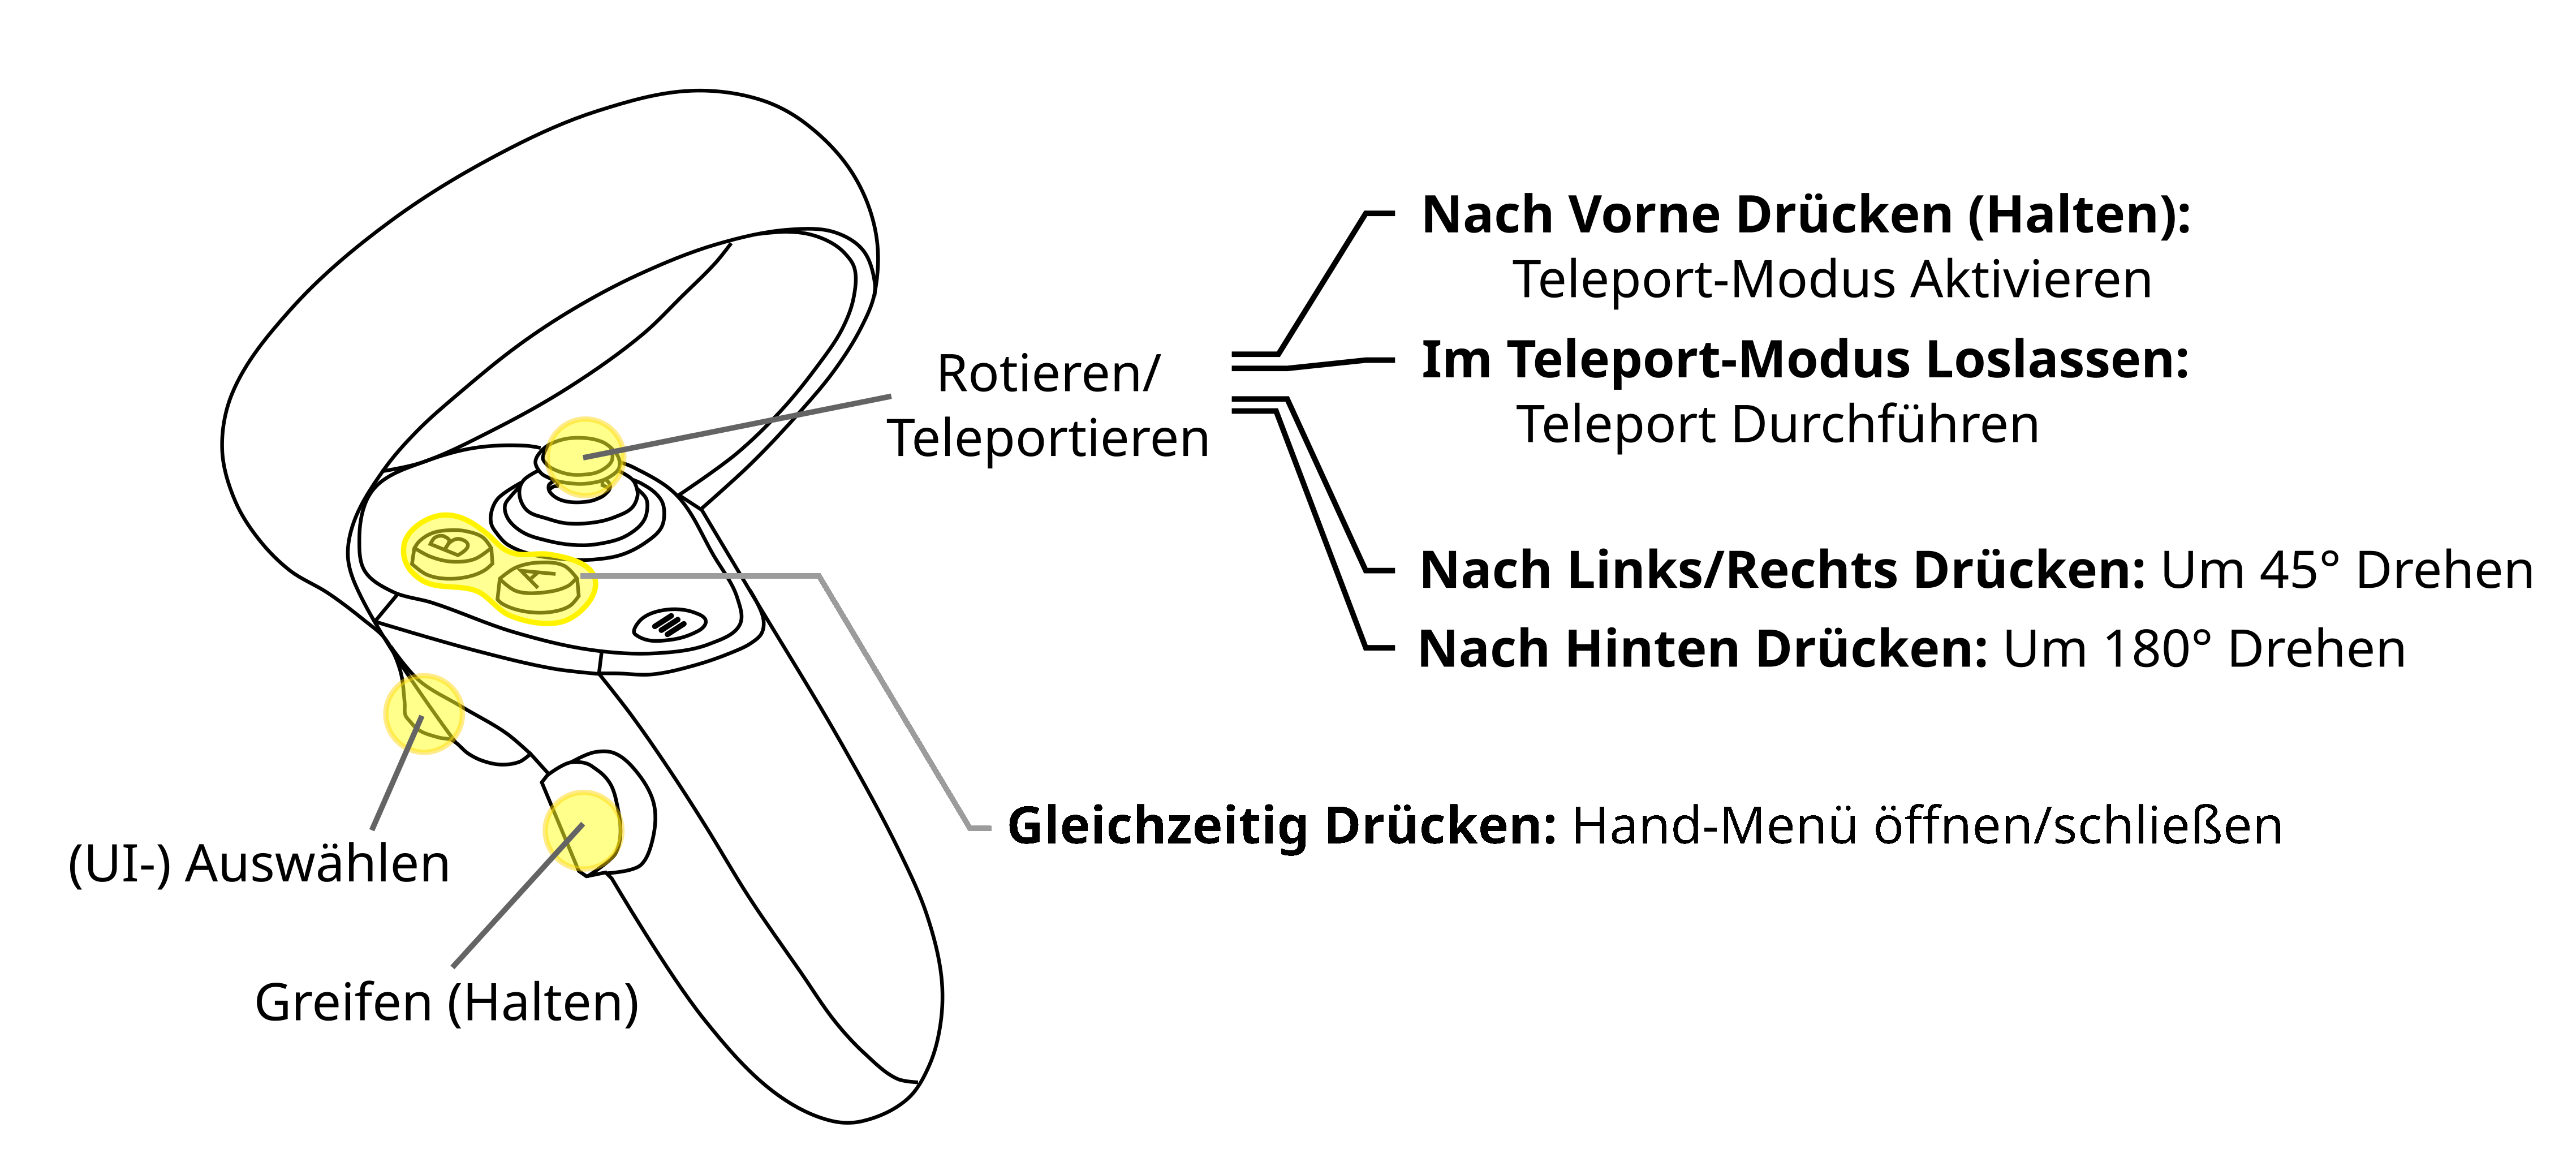 Nach Vorne Drücken (Halten):
Teleport-Modus Aktivieren
Im Teleport-Modus Loslassen:
Teleport Durchführen
Rotieren/
Teleportieren
Nach Links/Rechts Drücken: Um 45° Drehen
Nach Hinten Drücken: Um 180° Drehen
B
A
Gleichzeitig Drücken: Hand-Menü öffnen/schließen
(UI-) Auswählen
Greifen (Halten)